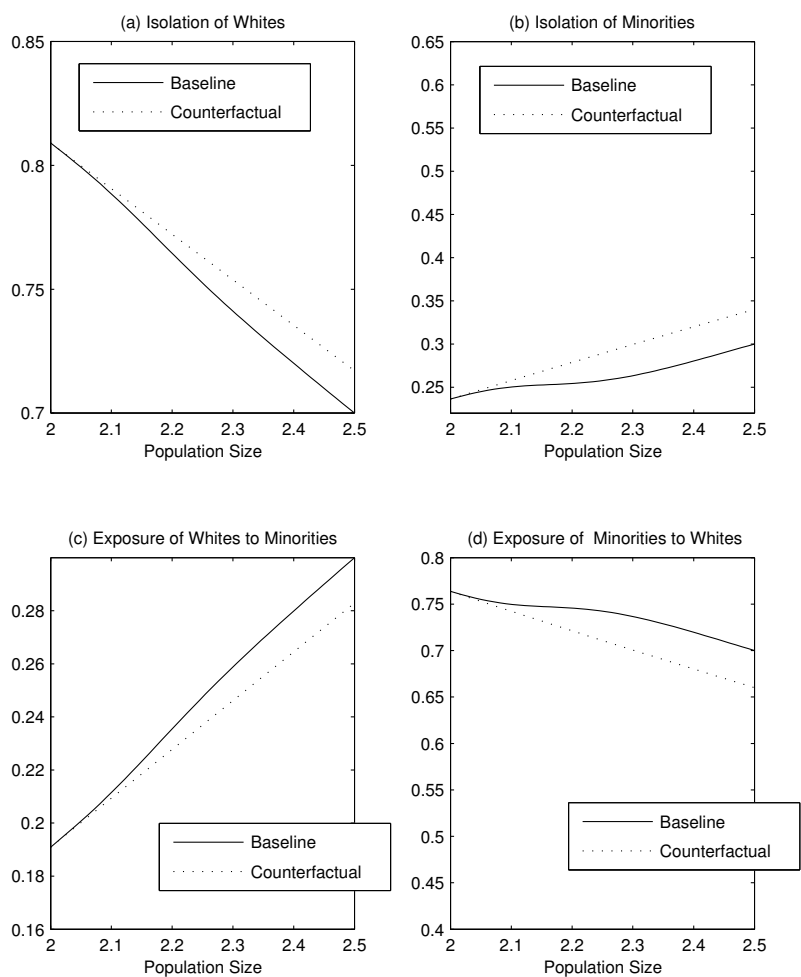 (a) Isolation of Whites
0.85
0.8
0.75
0.7
Baseline
Counterfactual
2 2.1 2.2 2.3 2.4 2.5
Population Size
(b) Isolation of Minorities
0.65
0.6
0.55
0.5
0.45
0.4
0.35
0.3
0.25
Baseline
Counterfactual
2 2.1 2.2 2.3 2.4 2.5
Population Size
(c) Exposure of Whites to Minorities
0.28
0.26
0.24
0.22
0.2
0.18
0.16
Baseline
Counterfactual
2 2.1 2.2 2.3 2.4 2.5
Population Size
(d) Exposure of Minorities to Whites
0.8
0.75
0.7
0.65
0.6
0.55
0.5
0.45
0.4
Baseline
Counterfactual
2 2.1 2.2 2.3 2.4 2.5
Population Size